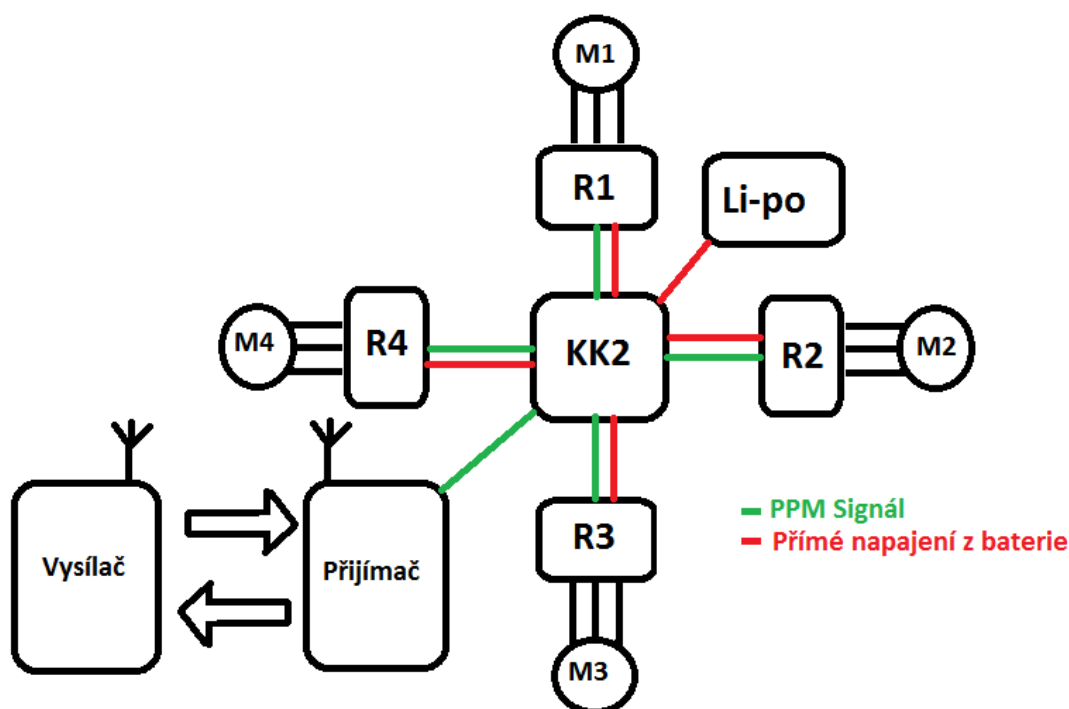 M1
R1
Li-po
M4
R4
KK2
R2
M2
Vysílač
Přijímač
R3
PPM Signál
Přímé napajení z baterie
M3